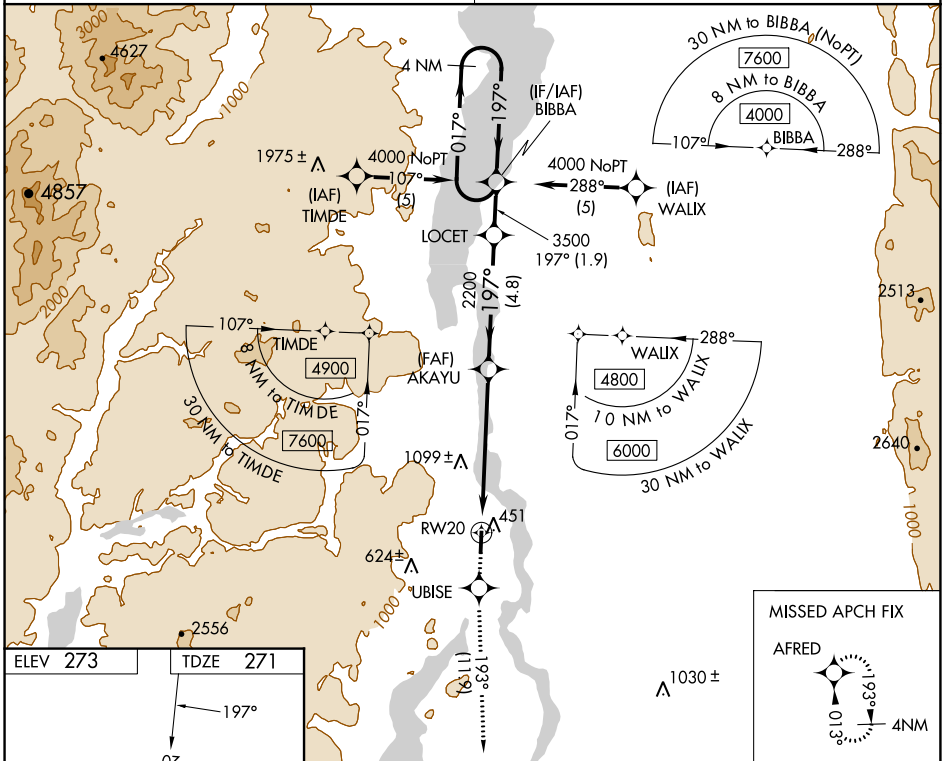 3000
4627
1000
4 NM
017°
197°
(IF/IAF)
BIBBA
30 NM to BIBBA (NoPT)
7600
8 NM to BIBBA
4000
107°
BIBBA
288°
1975 ±
4000 NoPT
107°
(5)
(IAF)
TIMDE
4000 NoPT
288°
(5)
(IAF)
WALIX
4857
LOCET
3500
197° (1.9)
2000
2200
197°
(4.8)
2513
107°
TIMDE
4900
8 NM to TIMDE
017°
7600
30 NM to TIMDE
(FAF)
AKAYU
288°
WALIX
4800
10 NM to WALIX
017°
6000
30 NM to WALIX
2640
1099 ±
1000
RW20
451
624 ±
UBISE
1000
2556
193°
(11.9)
1030 ±
ELEV 273
TDZE 271
197°
MISSED APCH FIX
AFRED
193°
013°
4NM